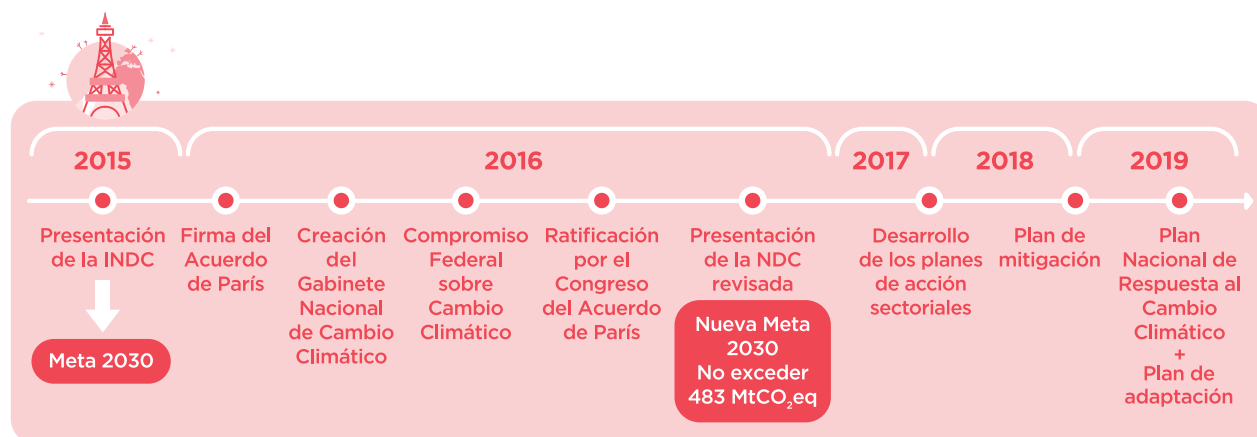 2015
2016
2017
2018
2019
Presentación
de la INDC
Meta 2030
Firma del
Acuerdo
de París
Creación
del
Gabinete
Nacional
de Cambio
Climático
Compromiso
Federal
sobre
Cambio
Climático
Ratificación
por el
Congreso
del Acuerdo
de París
Presentación
de la NDC
revisada
Nueva Meta
2030
No exceder
483 MtCO₂eq
Desarrollo
de los planes
de acción
sectoriales
Plan de
mitigación
Plan
Nacional de
Respuesta al
Cambio
Climático
+
Plan de
adaptación